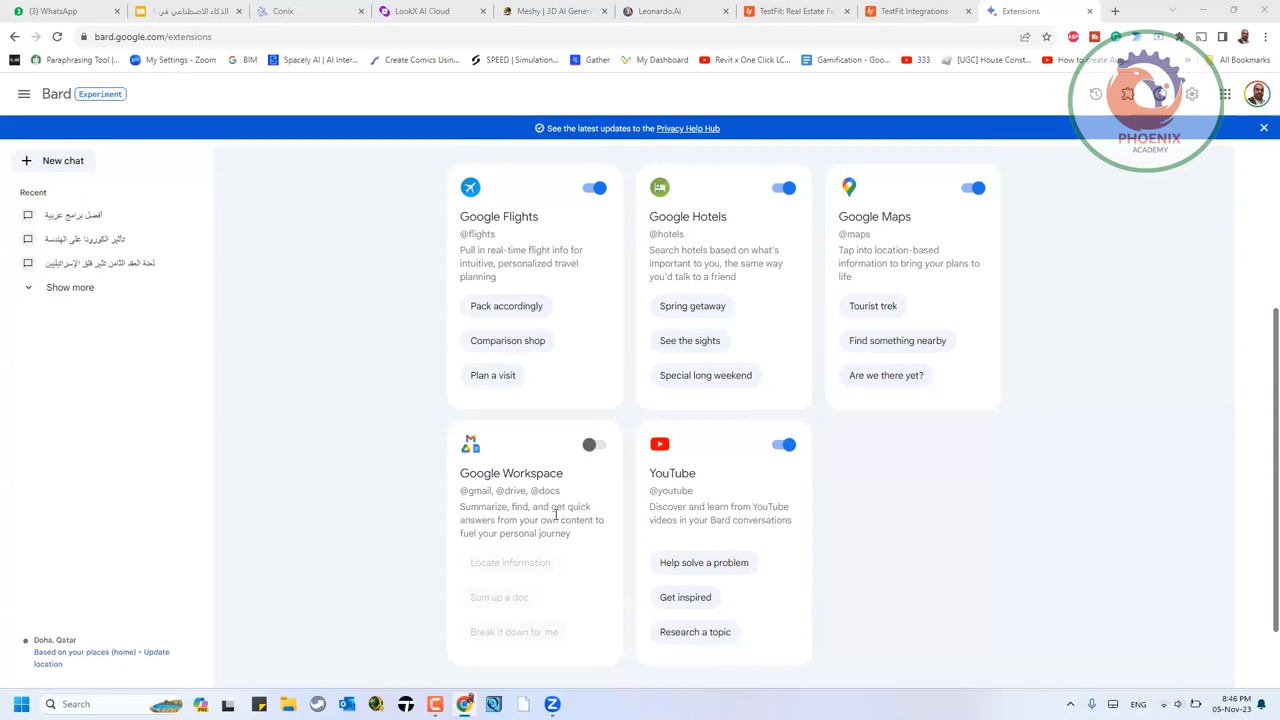 (3) WhatsApp
الذكاء الاصطناعي في ا
Conix
LookX AI Cloud
Meshy | 3D AI Gener
Leonardo.Ai
TestFit: Real Estate Fe
TestFit Integrations
Extensions
bard.google.com/extensions
Paraphrasing Tool |
My Settings - Zoom
BIM
Spacely AI | AI Inter...
Create Comics Usin...
SPEED | Simulation...
Gather
My Dashboard
Revit x One Click LC...
Gamification - Goo...
333
[UGC] House Const...
How to create Aug
All Bookmarks
Bard
Experiment
See the latest updates to the Privacy Help Hub
PHOENIX
ACADEMY
New chat
Recent
أفضل برامج عربية
تأثير الكورونا على الهندسة
لعنة العقد الثامن تثير قلق الإسرائيليين
Show more
Google Flights
@flights
Pull in real-time flight info for
intuitive, personalized travel
planning
Pack accordingly
Comparison shop
Plan a visit
Google Hotels
@hotels
Search hotels based on what's
important to you, the same way
you'd talk to a friend
Spring getaway
See the sights
Special long weekend
Google Maps
@maps
Tap into location-based
information to bring your plans to
life
Tourist trek
Find something nearby
Are we there yet?
Google Workspace
@gmail, @drive, @docs
Summarize, find, and get quick
answers from your own content to
fuel your personal journey
Locate information
Sum up a doc
Break it down for me
YouTube
@youtube
Discover and learn from YouTube
videos in your Bard conversations
Help solve a problem
Get inspired
Research a topic
Doha, Qatar
Based on your places (home) • Update
location
Search
ENG
8:46 PM
05-Nov-23